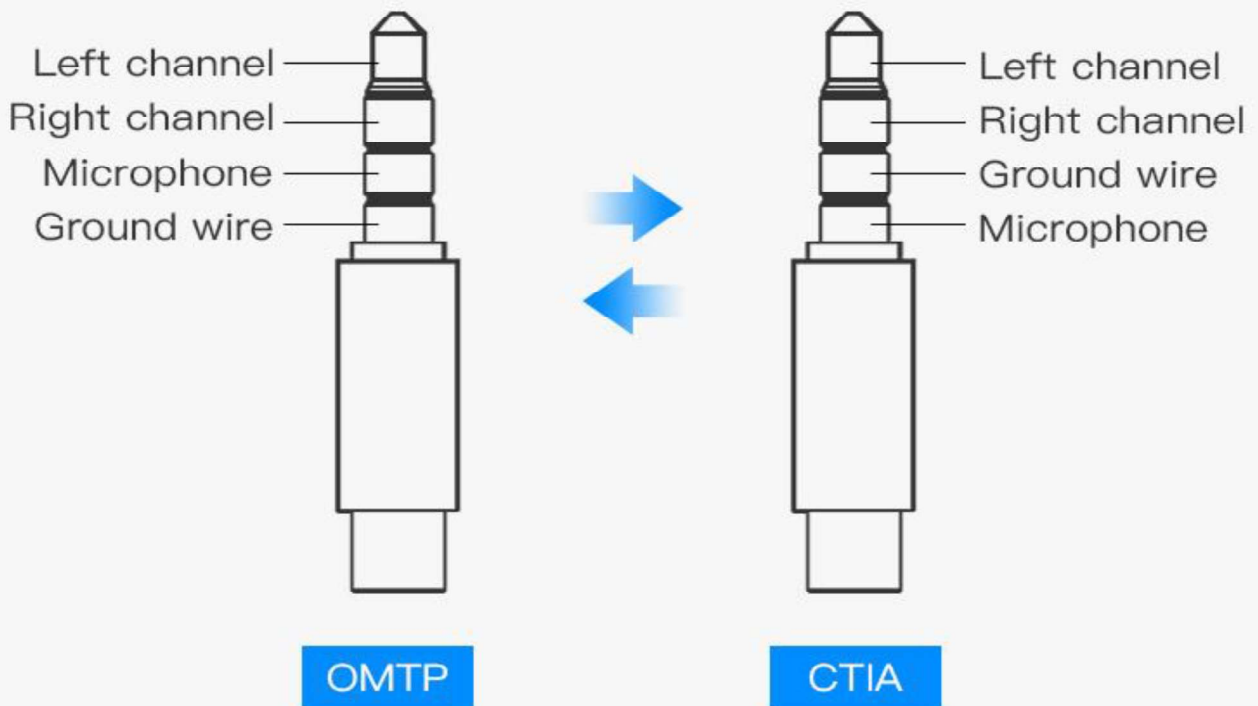 Left channel
Right channel
Microphone
Ground wire
Left channel
Right channel
Ground wire
Microphone
OMTP
CTIA